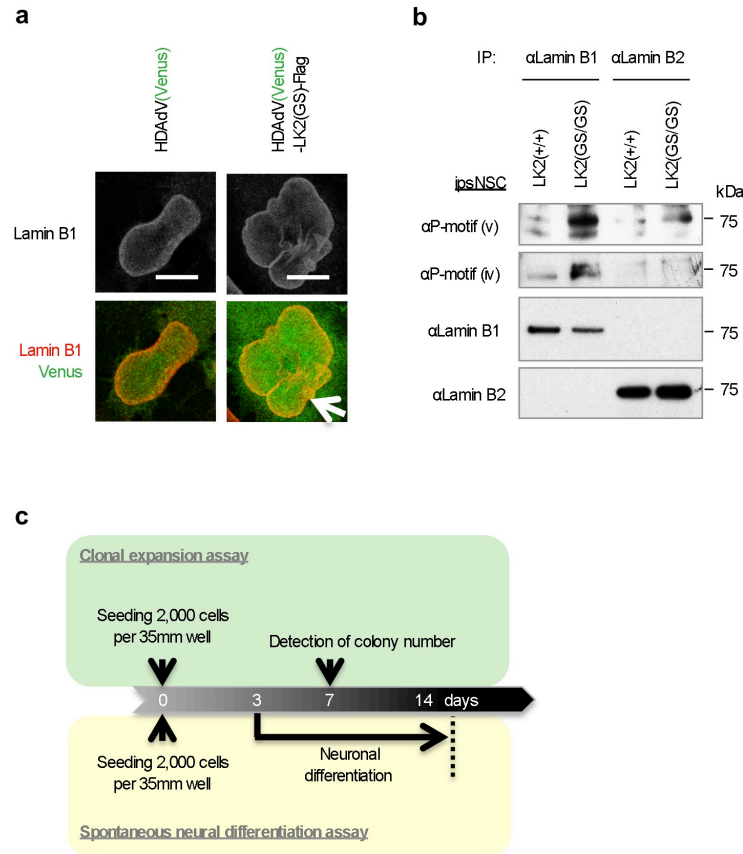 a
HDAdV(Venus)
HDAdV(Venus)
-LK2(GS)-Flag
Lamin B1
Lamin B1
Venus
b
IP:
αLamin B1
αLamin B2
ipsNSC
LK2(+/+)
LK2(GS/GS)
LK2(+/+)
LK2(GS/GS)
kDa
αP-motif (v)
75
αP-motif (iv)
75
αLamin B1
75
αLamin B2
75
c
Clonal expansion assay
Seeding 2,000 cells
per 35mm well
Detection of colony number
0 3 7 14 days
Seeding 2,000 cells
per 35mm well
Neuronal
differentiation
Spontaneous neural differentiation assay